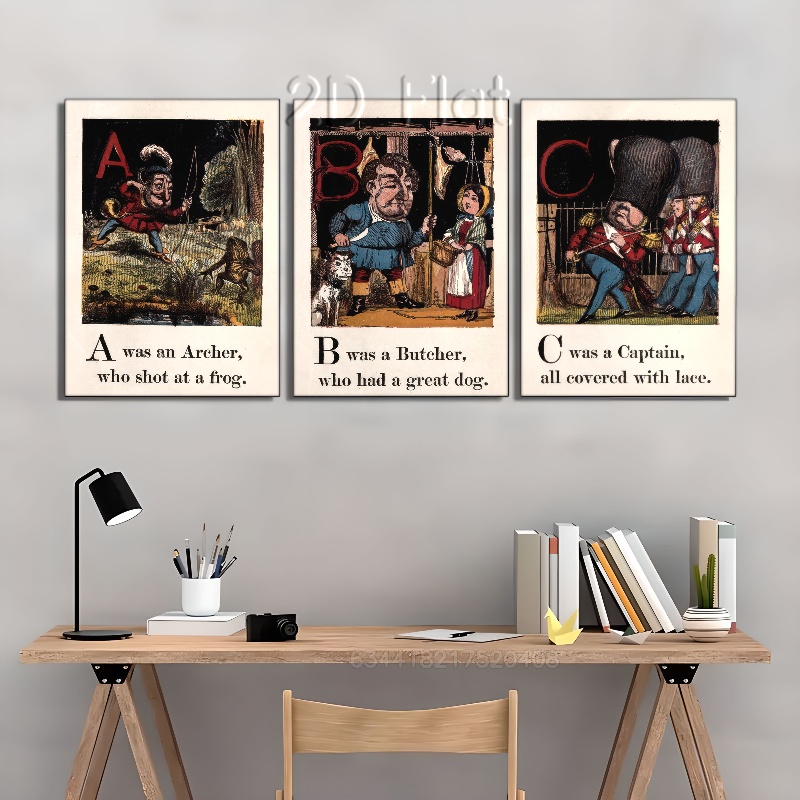 2D Flat
A
B
C
A was an Archer,
who shot at a frog.
B was a Butcher,
who had a great dog.
C was a Captain,
all covered with lace.